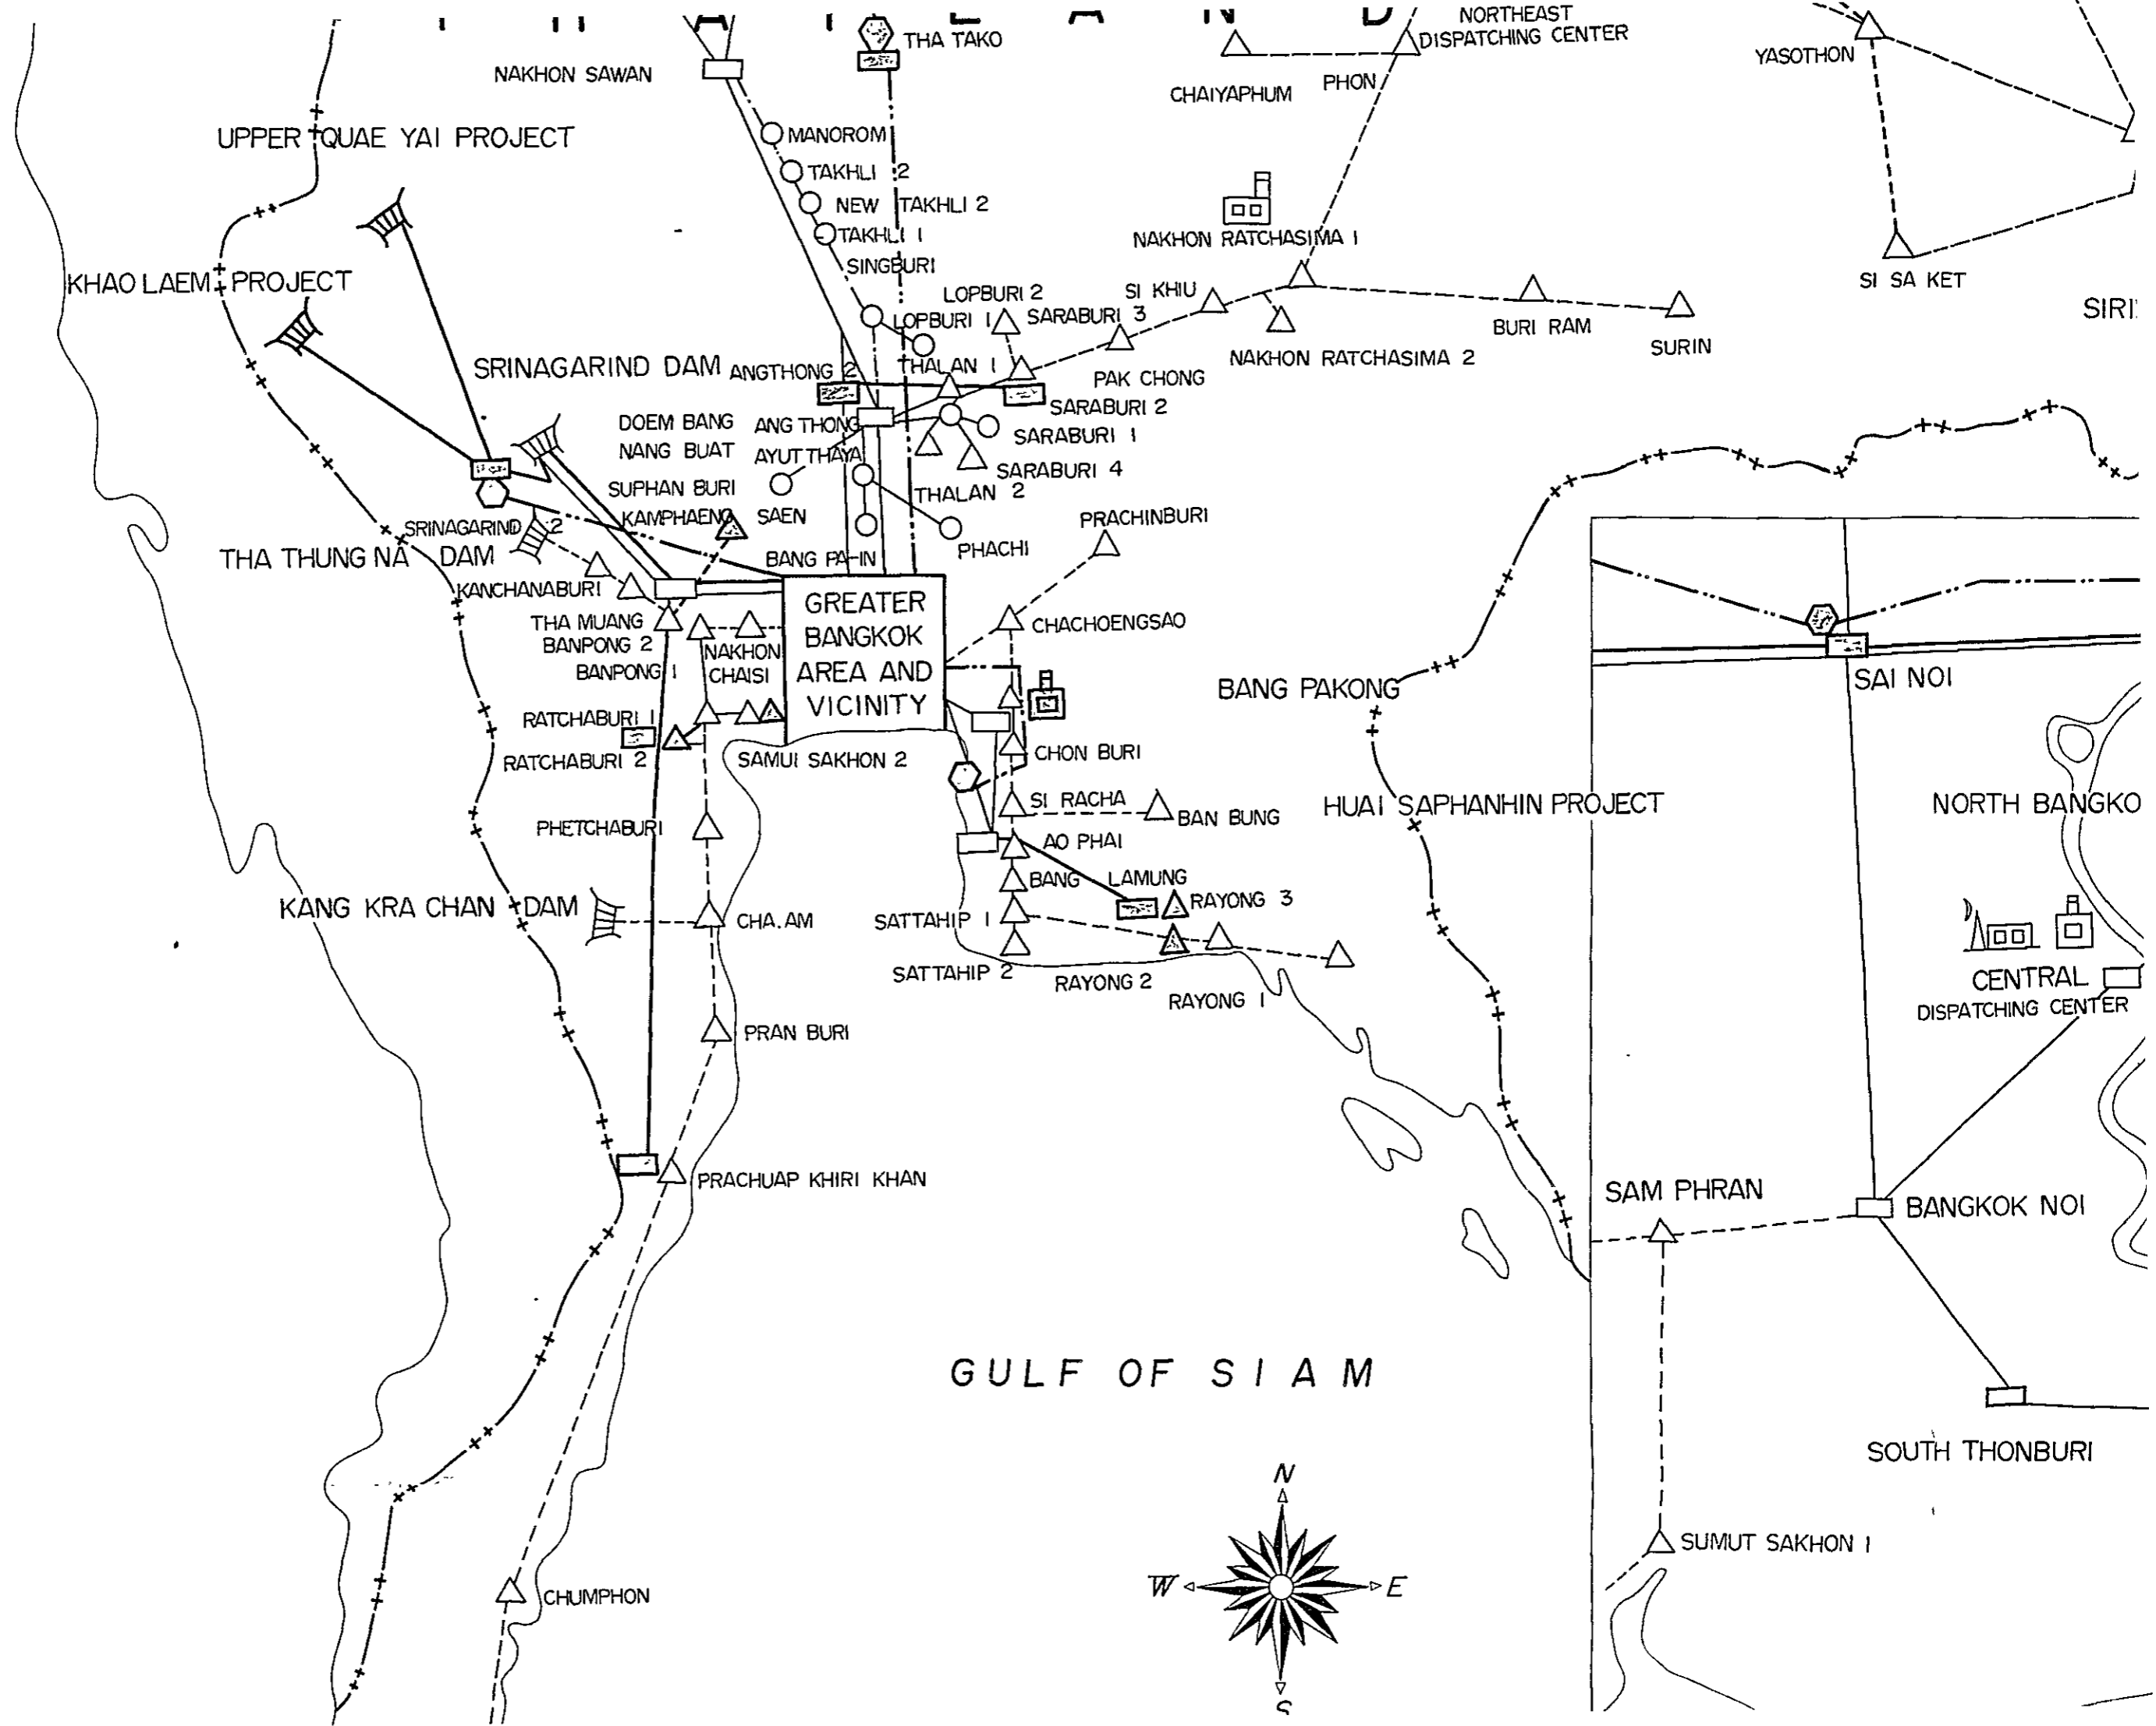 THAILAND
THA TAKO
NORTHEAST
DISPATCHING CENTER
NAKHON SAWAN
YASOTHON
PHON
CHAIYAPHUM
UPPER QUAE YAI PROJECT
MANOROM
TAKHLI 2
NEW TAKHLI 2
TAKHLI 1
NAKHON RATCHASIMA 1
SINGBURI
KHAO LAEM PROJECT
SI SA KET
LOPBURI 2
SI KHIU
SIRI
LOPBURI 1
SARABURI 3
BURI RAM
SURIN
NAKHON RATCHASIMA 2
SRINAGARIND DAM
ANGTHONG 2
THALAN 1
PAK CHONG
SARABURI 2
DOEM BANG
NANG BUAT
ANG THONG
SARABURI 1
AYUTTHAYA
SARABURI 4
SUPHAN BURI
THALAN 2
KAMPHAENG SAEN
PRACHINBURI
SRINAGARIND 2
PHACHI
THA THUNG NA DAM
BANG PA-IN
KANCHANABURI
GREATER
BANGKOK
AREA AND
VICINITY
THA MUANG
CHACHOENGSAO
BANPONG 2
NAKHON
CHAISI
BANPONG 1
SAI NOI
BANG PAKONG
RATCHABURI 1
RATCHABURI 2
SAMUI SAKHON 2
CHON BURI
SI RACHA
BAN BUNG
HUAI SAPHANHIN PROJECT
NORTH BANGKO
PHETCHABURI
AO PHAI
BANG LAMUNG
RAYONG 3
KANG KRA CHAN DAM
CHA.AM
SATTAHIP 1
SATTAHIP 2
RAYONG 2
RAYONG 1
CENTRAL
DISPATCHING CENTER
PRAN BURI
PRACHUAP KHIRI KHAN
SAM PHRAN
BANGKOK NOI
GULF OF SIAM
SOUTH THONBURI
N
SUMUT SAKHON 1
W
E
CHUMPHON
S